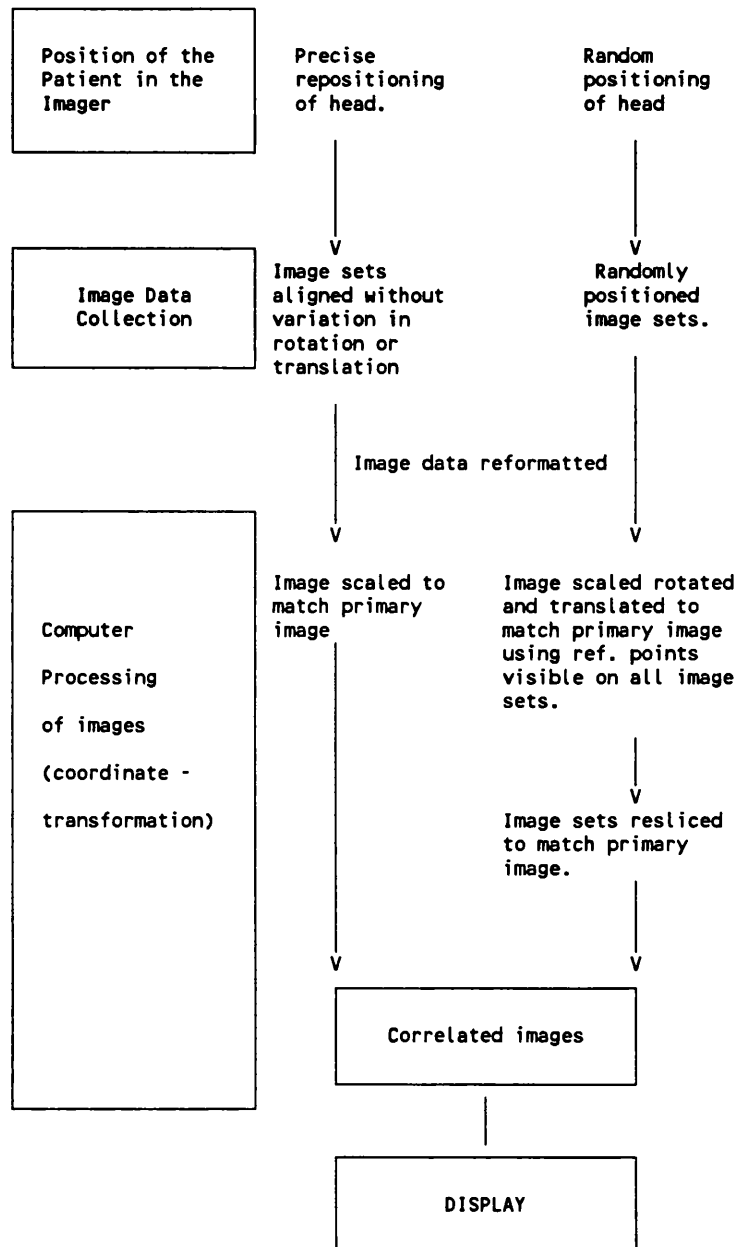 Position of the
Patient in the
Imager
Precise
repositioning
of head.
Random
positioning
of head
Image Data
Collection
Image sets
aligned without
variation in
rotation or
translation
Randomly
positioned
image sets.
Image data reformatted
Computer
Processing
of images
(coordinate -
transformation)
Image scaled to
match primary
image
Image scaled rotated
and translated to
match primary image
using ref. points
visible on all image
sets.
Image sets resliced
to match primary
image.
Correlated images
DISPLAY